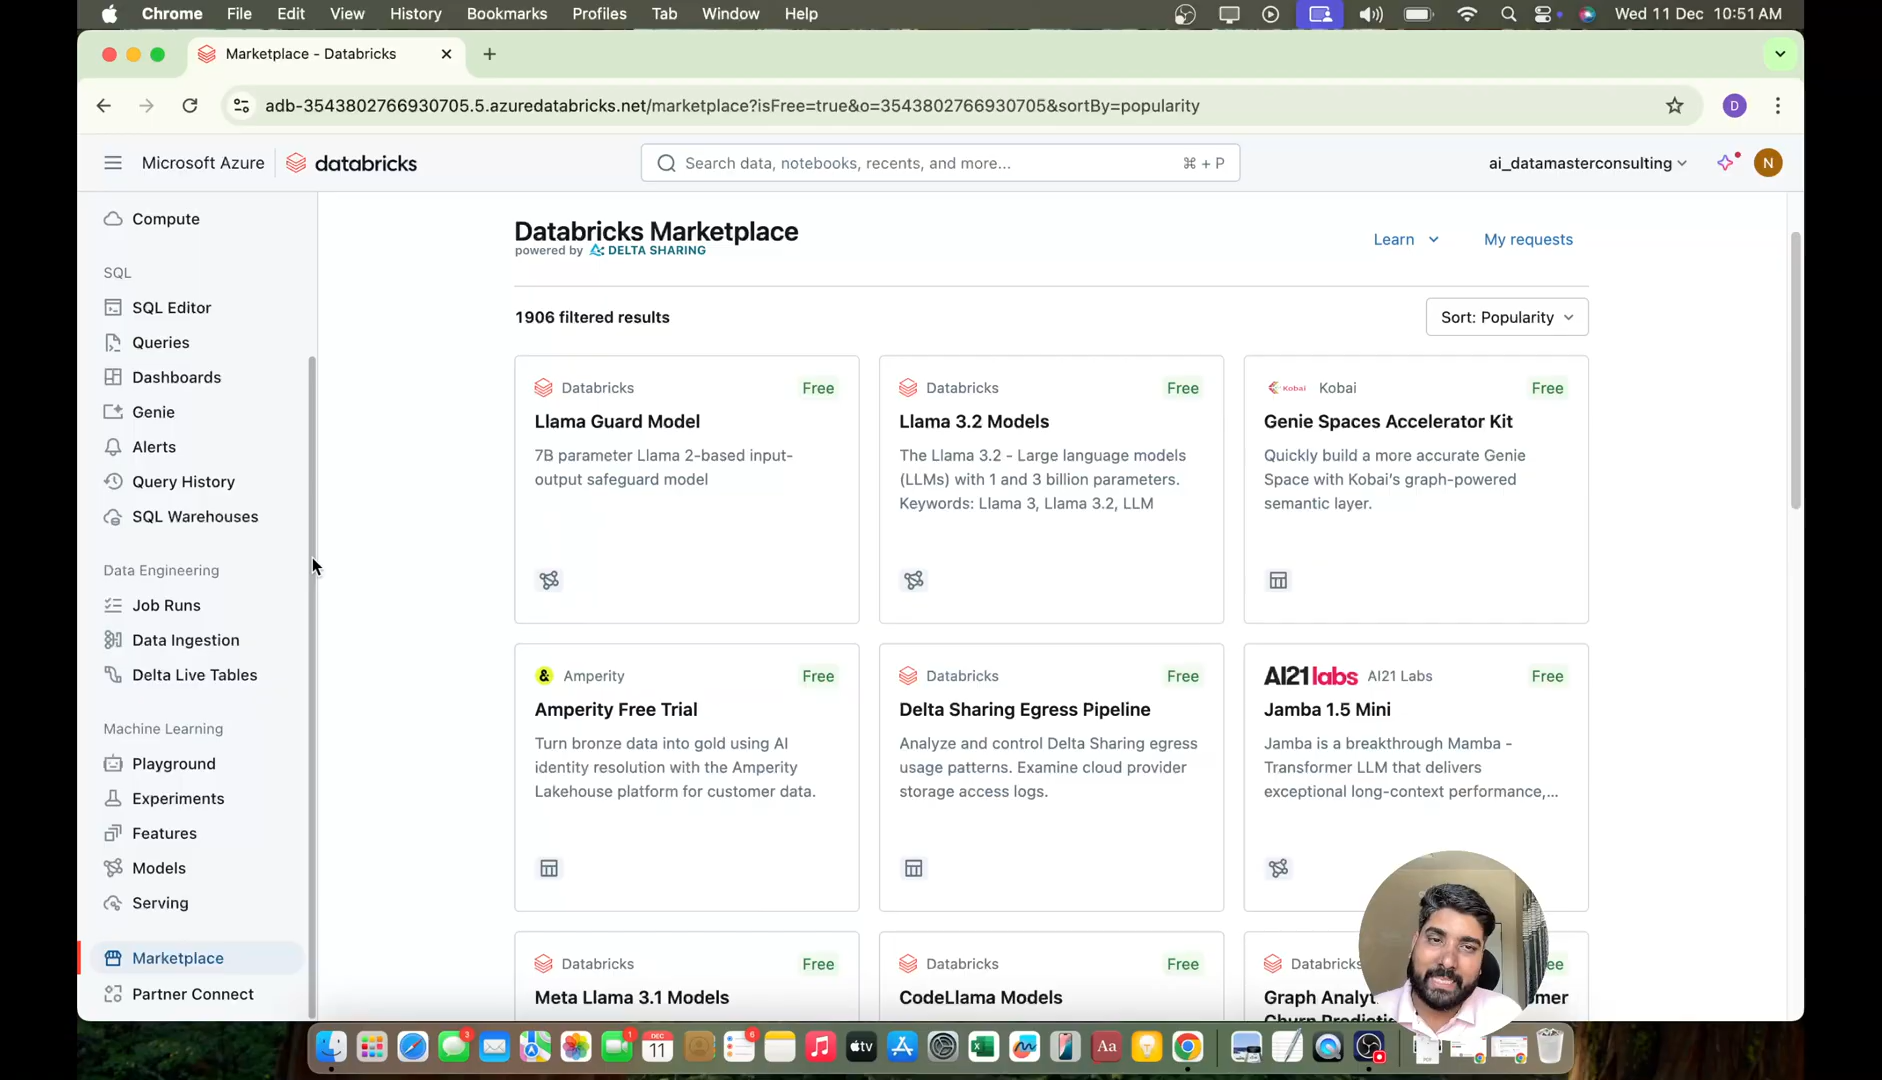 Chrome File Edit View History Bookmarks Profiles Tab Window Help Wed 11 Dec 10:51 AM
Marketplace - Databricks
adb-3543802766930705.5.azuredatabricks.net/marketplace?isFree=true&o=3543802766930705&sortBy=popularity
D
Microsoft Azure databricks
Search data, notebooks, recents, and more... ⌘ + P
ai_datamasterconsulting
N
Compute
SQL
SQL Editor
Queries
Dashboards
Genie
Alerts
Query History
SQL Warehouses
Data Engineering
Job Runs
Data Ingestion
Delta Live Tables
Machine Learning
Playground
Experiments
Features
Models
Serving
Marketplace
Partner Connect
Databricks Marketplace
powered by DELTA SHARING
Learn My requests
1906 filtered results
Sort: Popularity
Databricks Free
Llama Guard Model
7B parameter Llama 2-based input-
output safeguard model
Databricks Free
Llama 3.2 Models
The Llama 3.2 - Large language models
(LLMs) with 1 and 3 billion parameters.
Keywords: Llama 3, Llama 3.2, LLM
Kobai Kobai Free
Genie Spaces Accelerator Kit
Quickly build a more accurate Genie
Space with Kobai's graph-powered
semantic layer.
& Amperity Free
Amperity Free Trial
Turn bronze data into gold using AI
identity resolution with the Amperity
Lakehouse platform for customer data.
Databricks Free
Delta Sharing Egress Pipeline
Analyze and control Delta Sharing egress
usage patterns. Examine cloud provider
storage access logs.
AI21labs AI21 Labs Free
Jamba 1.5 Mini
Jamba is a breakthrough Mamba -
Transformer LLM that delivers
exceptional long-context performance,...
Databricks Free
Meta Llama 3.1 Models
Databricks Free
CodeLlama Models
Databricks
Graph Analyt
3
1
DEC
11
6
tv
Aa